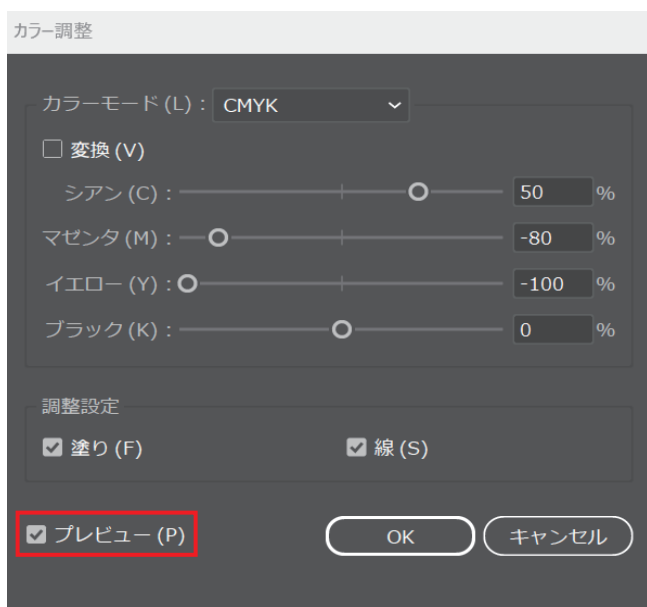 カラー調整
カラーモード (L) : CMYK
変換 (V)
シアン (C) : 50 %
マゼンタ (M) : -80 %
イエロー (Y) : -100 %
ブラック (K) : 0 %
調整設定
塗り (F) 線 (S)
プレビュー (P) OK キャンセル